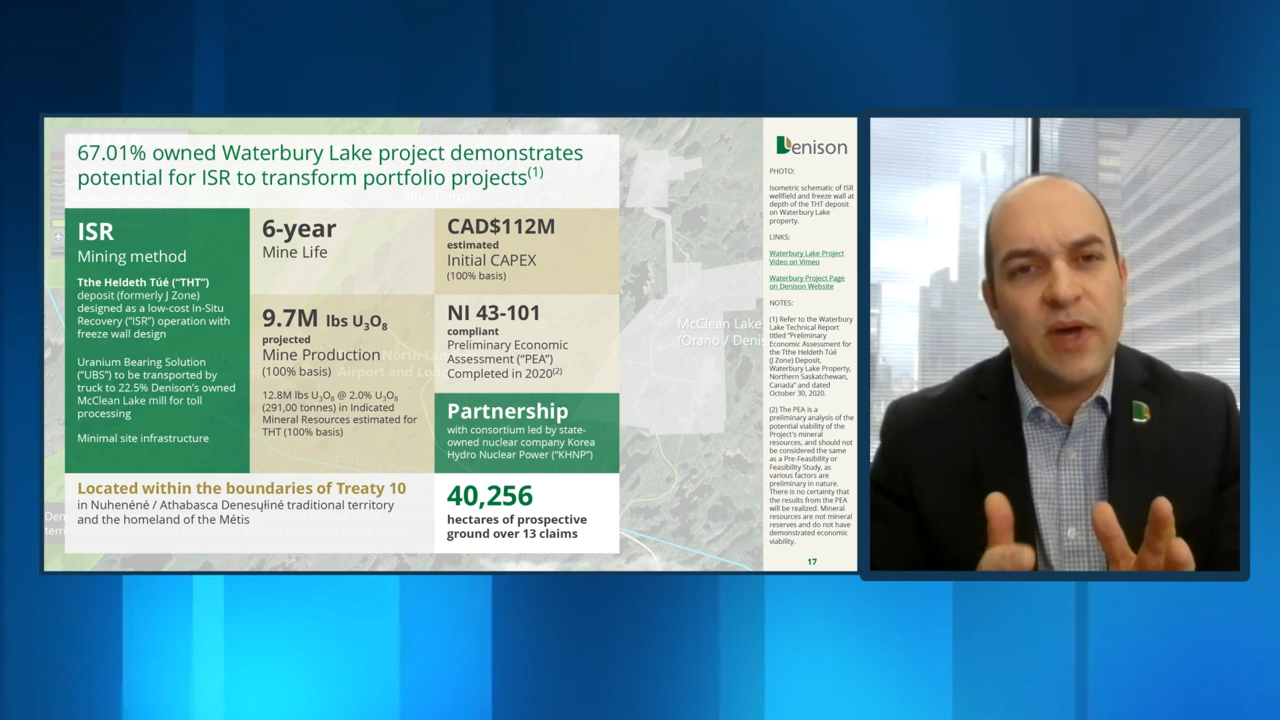 67.01% owned Waterbury Lake project demonstrates
potential for ISR to transform portfolio projects(1)
ISR
Mining method
Tthe Heldeth Túé (“THT”)
deposit (formerly J Zone)
designed as a low-cost In-Situ
Recovery (“ISR”) operation with
freeze wall design
Uranium Bearing Solution
(“UBS”) to be transported by
truck to 22.5% Denison’s owned
McClean Lake mill for toll
processing
Minimal site infrastructure
6-year
Mine Life
9.7M lbs U3O8
projected
Mine Production
(100% basis)
12.8M lbs U3O8 @ 2.0% U3O8
(291,00 tonnes) in Indicated
Mineral Resources estimated for
THT (100% basis)
CAD$112M
estimated
Initial CAPEX
(100% basis)
NI 43-101
compliant
Preliminary Economic
Assessment (“PEA”)
Completed in 2020(2)
Partnership
with consortium led by state-
owned nuclear company Korea
Hydro Nuclear Power (“KHNP”)
Located within the boundaries of Treaty 10
in Nuhenéné / Athabasca Denesųłiné traditional territory
and the homeland of the Métis
40,256
hectares of prospective
ground over 13 claims
McClean Lake
(Orano / Denis
Airport and
Denison
PHOTO:
Isometric schematic of ISR
wellfield and freeze wall at
depth of the THT deposit
on Waterbury Lake
property.
LINKS:
Waterbury Lake Project
Video on Vimeo
Waterbury Project Page
on Denison Website
NOTES:
(1) Refer to the Waterbury
Lake Technical Report
titled “Preliminary
Economic Assessment for
the Tthe Heldeth Túé
(J Zone) Deposit,
Waterbury Lake Property,
Northern Saskatchewan,
Canada” and dated
October 30, 2020.
(2) The PEA is a
preliminary analysis of the
potential viability of the
Project’s mineral
resources, and should not
be considered the same
as a Pre-Feasibility or
Feasibility Study, as
various factors are
preliminary in nature.
There is no certainty that
the results from the PEA
will be realized. Mineral
resources are not mineral
reserves and do not have
demonstrated economic
viability.
17